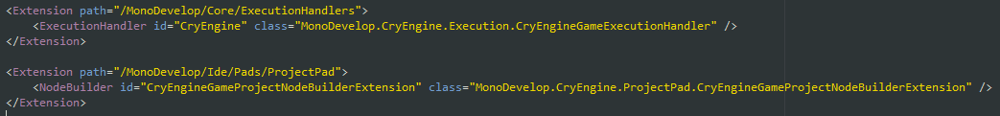 <Extension path="/MonoDevelop/Core/ExecutionHandlers">
    <ExecutionHandler id="CryEngine" class="MonoDevelop.CryEngine.Execution.CryEngineGameExecutionHandler" />
</Extension>

<Extension path="/MonoDevelop/Ide/Pads/ProjectPad">
    <NodeBuilder id="CryEngineGameProjectNodeBuilderExtension" class="MonoDevelop.CryEngine.ProjectPad.CryEngineGameProjectNodeBuilderExtension" />
</Extension>